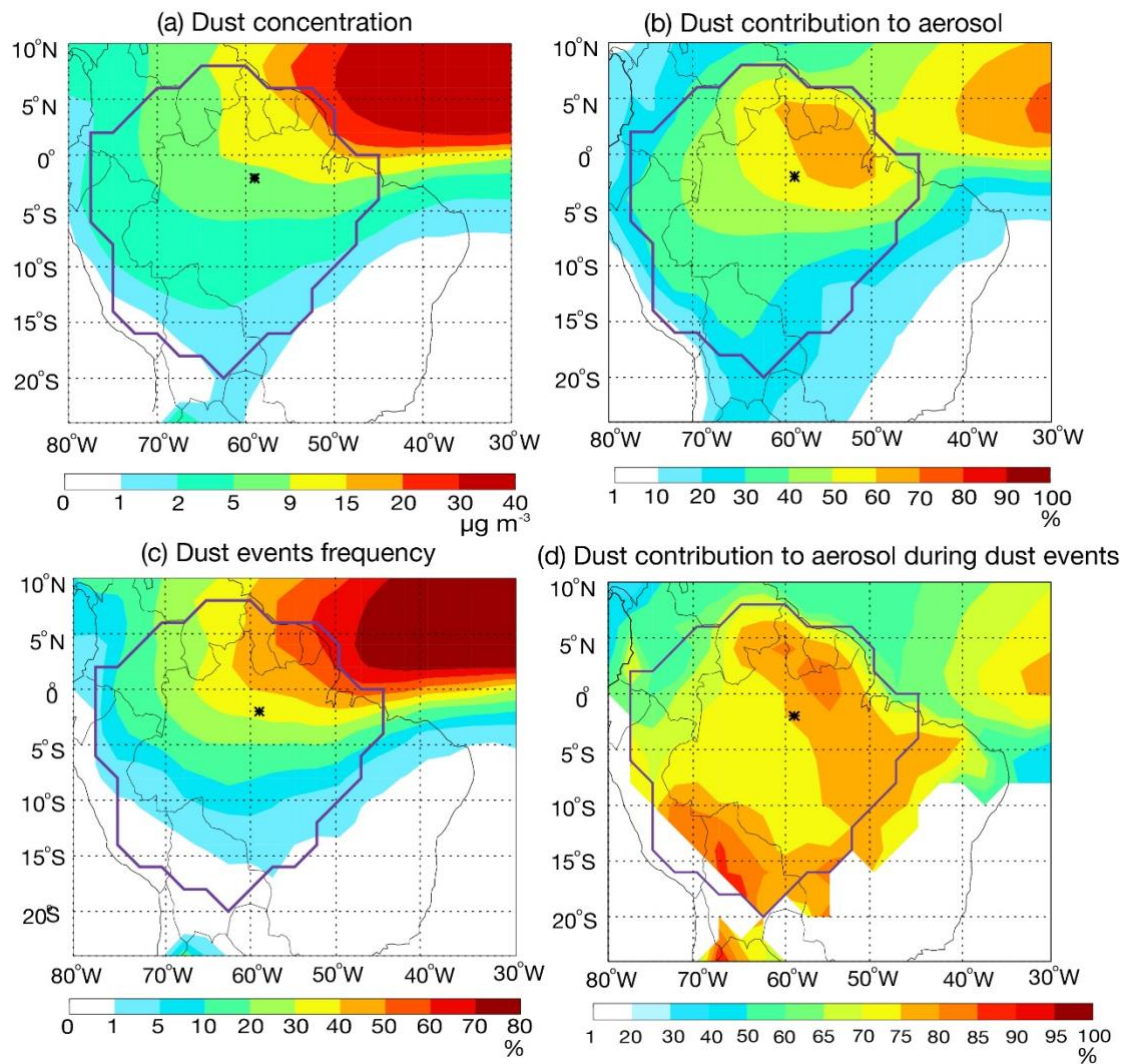 (a) Dust concentration
10°N
5°N
0°
5°S
10°S
15°S
20°S
80°W 70°W 60°W 50°W 40°W 30°W
0 1 2 5 9 15 20 30 40
µg m⁻³
(b) Dust contribution to aerosol
10°N
5°N
0°
5°S
10°S
15°S
20°S
80°W 70°W 60°W 50°W 40°W 30°W
1 10 20 30 40 50 60 70 80 90 100
%
(c) Dust events frequency
10°N
5°N
0°
5°S
10°S
15°S
20°S
80°W 70°W 60°W 50°W 40°W 30°W
0 1 5 10 20 30 40 50 60 70 80
%
(d) Dust contribution to aerosol during dust events
10°N
5°N
0
5°S
10°S
15°S
20°S
80°W 70°W 60°W 50°W 40°W 30°W
1 20 30 60 65 70 75 80 85 95 100
%